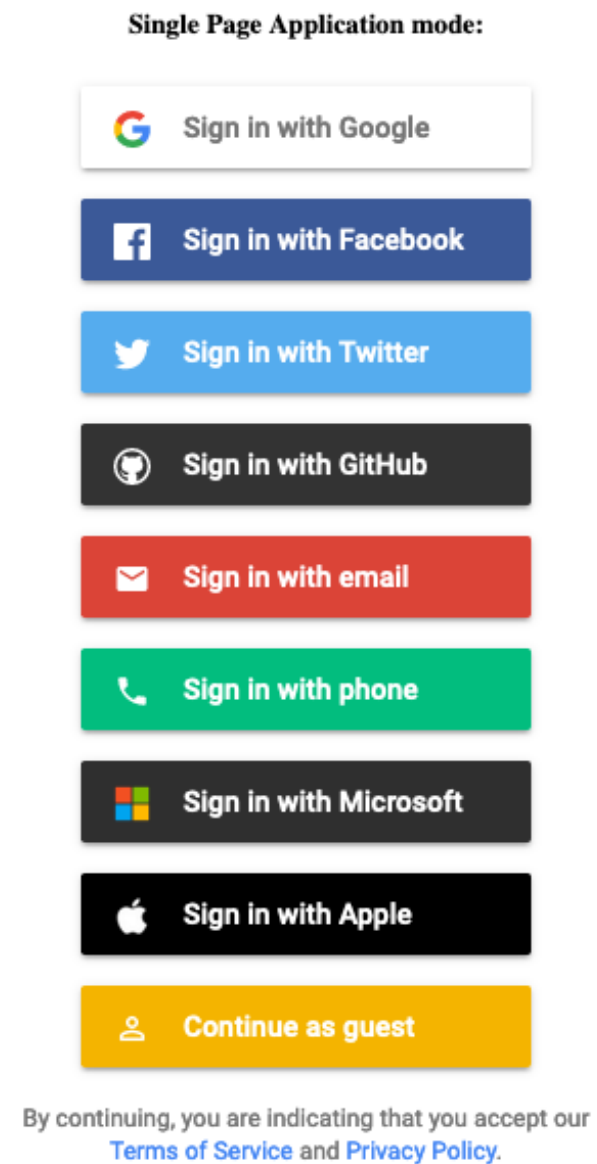 Single Page Application mode:
Sign in with Google
Sign in with Facebook
Sign in with Twitter
Sign in with GitHub
Sign in with email
Sign in with phone
Sign in with Microsoft
Sign in with Apple
Continue as guest
By continuing, you are indicating that you accept our
Terms of Service and Privacy Policy.